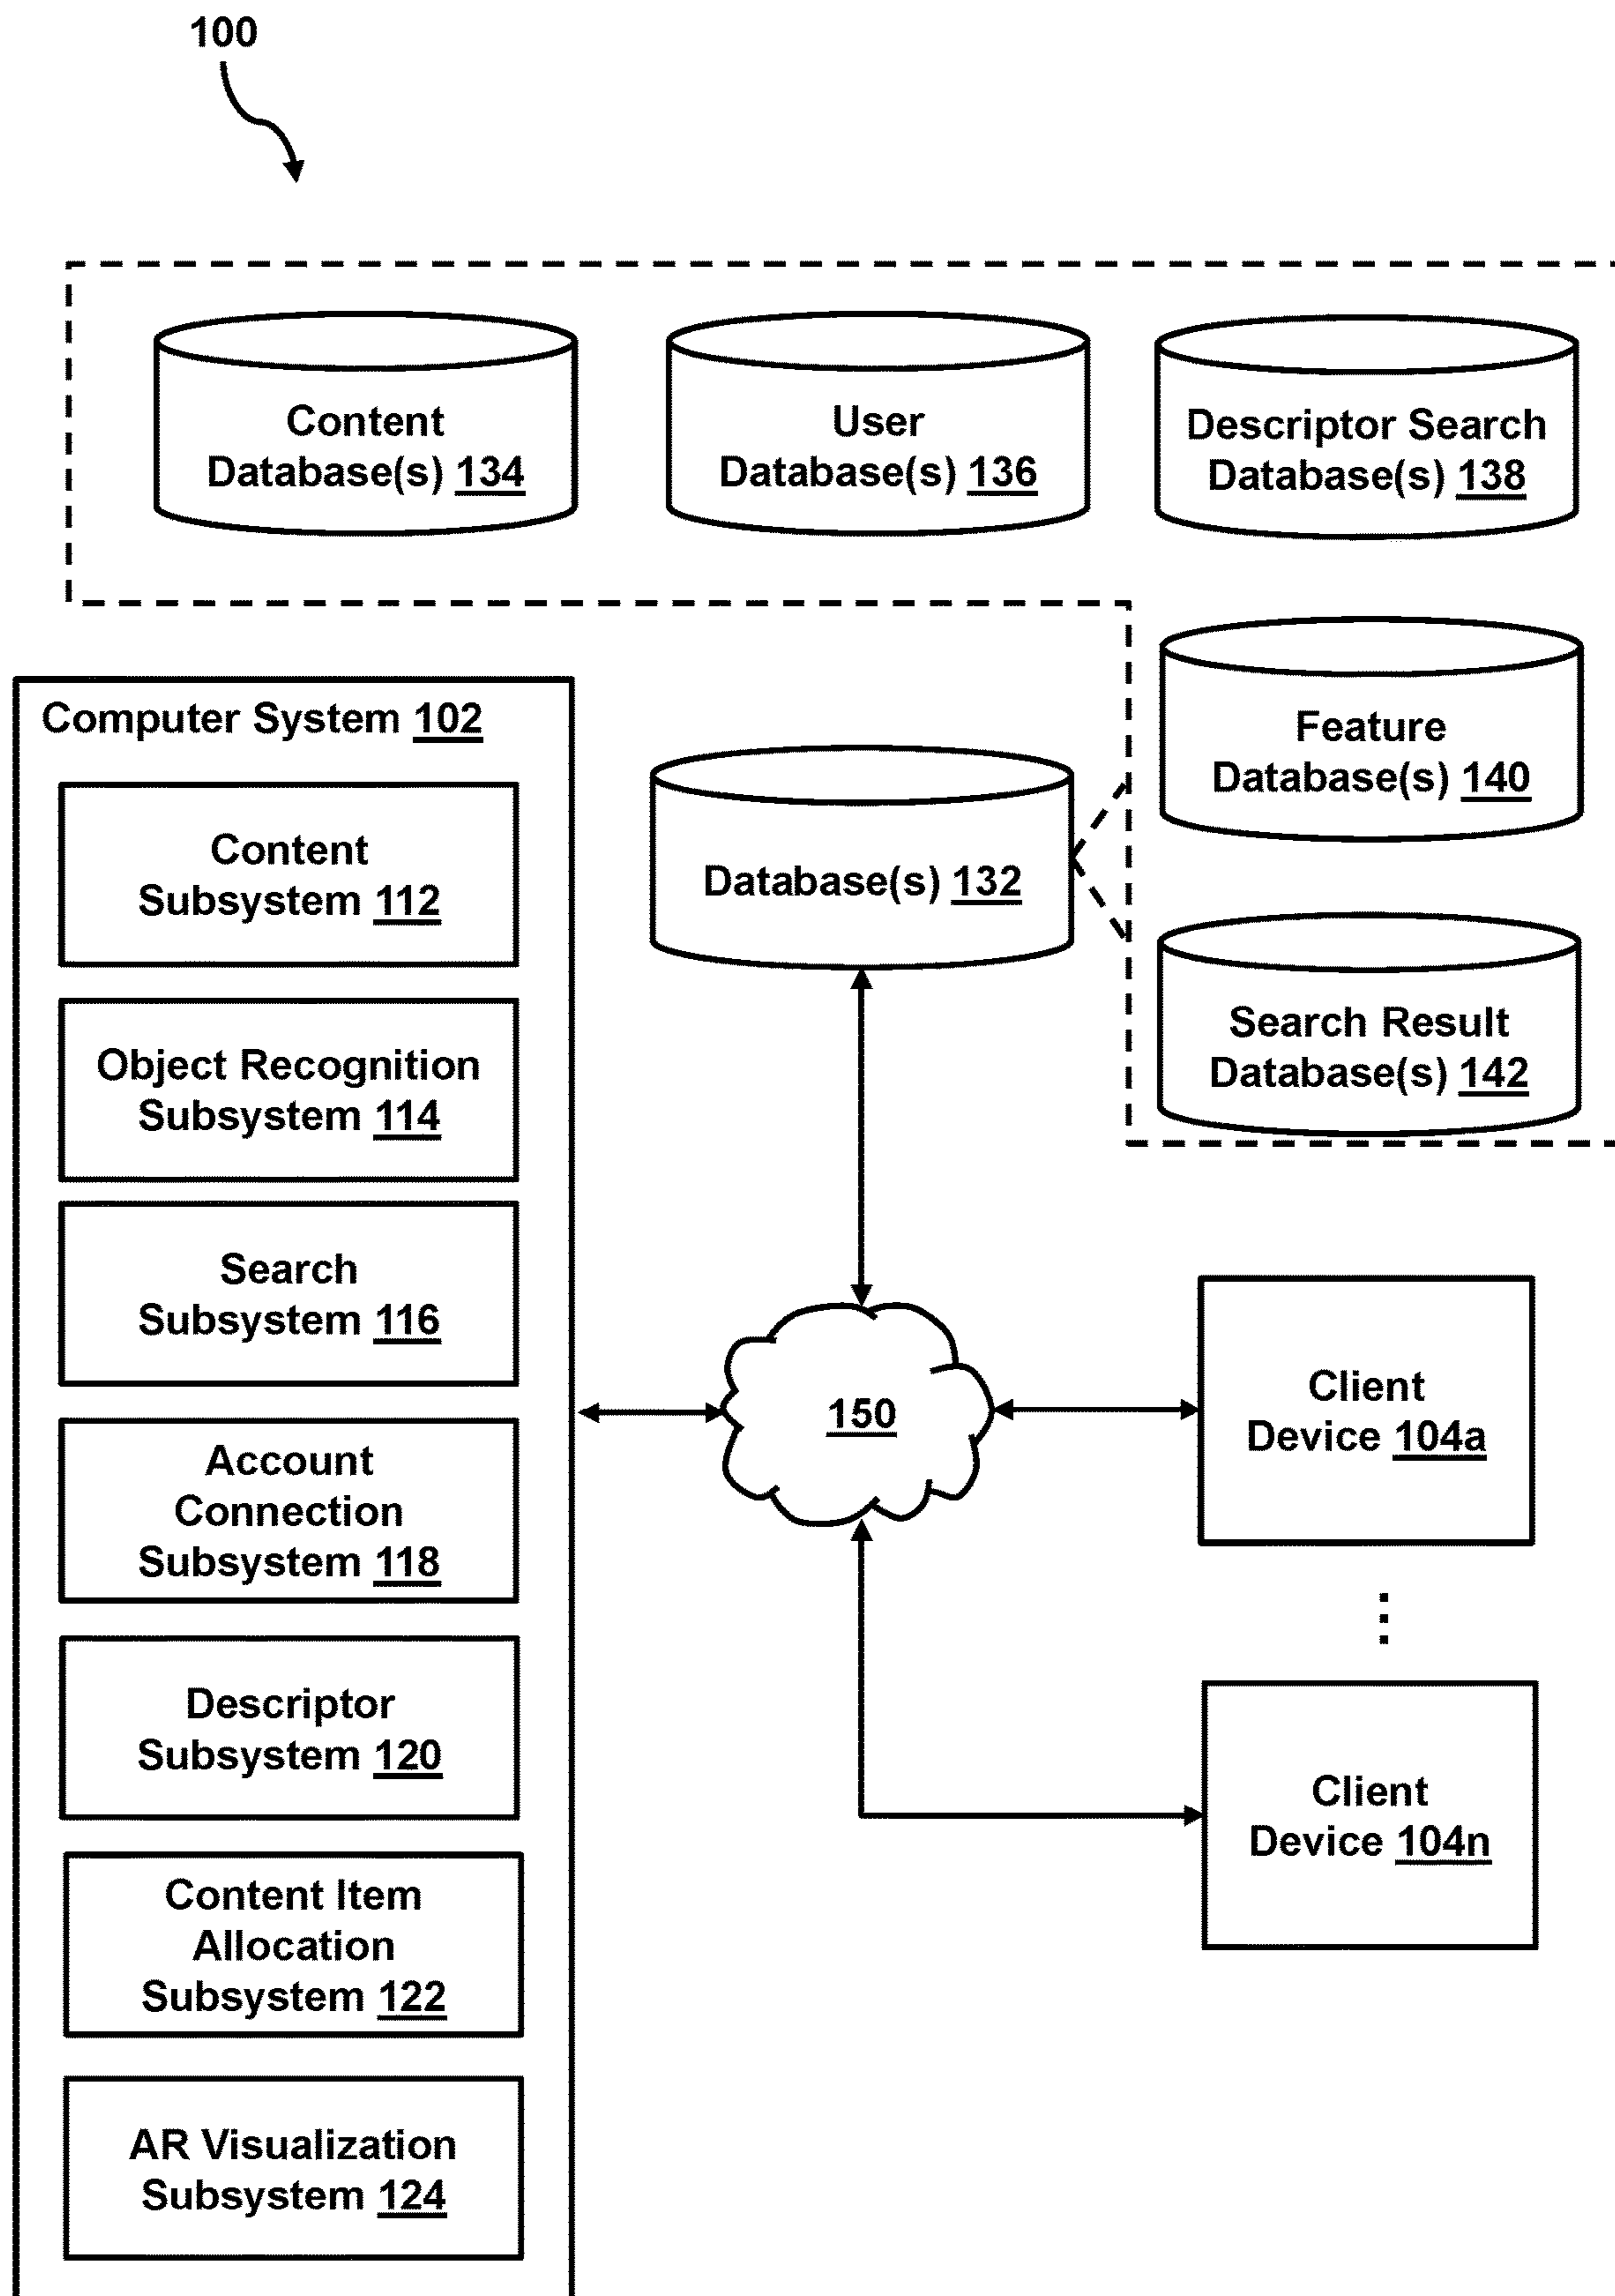 100
Content
Database(s) 134
User
Database(s) 136
Descriptor Search
Database(s) 138
Feature
Database(s) 140
Search Result
Database(s) 142
Database(s) 132
Computer System 102
Content
Subsystem 112
Object Recognition
Subsystem 114
Search
Subsystem 116
Account
Connection
Subsystem 118
Descriptor
Subsystem 120
Content Item
Allocation
Subsystem 122
AR Visualization
Subsystem 124
150
Client
Device 104a
Client
Device 104n